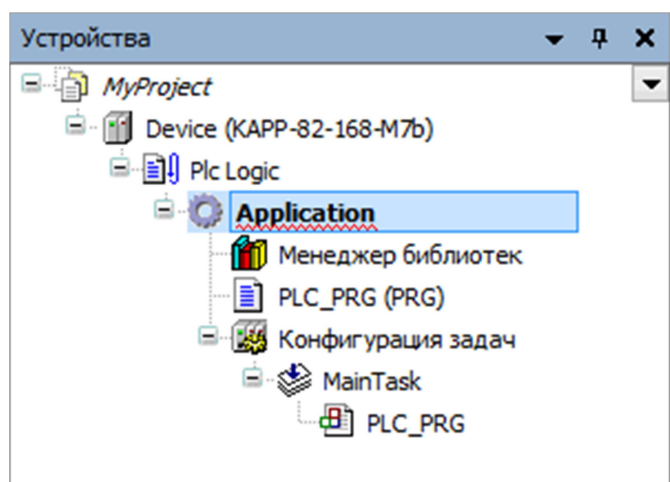 Устройства
MyProject
Device (KAPP-82-168-M7b)
Plc Logic
Application
Менеджер библиотек
PLC_PRG (PRG)
Конфигурация задач
MainTask
PLC_PRG